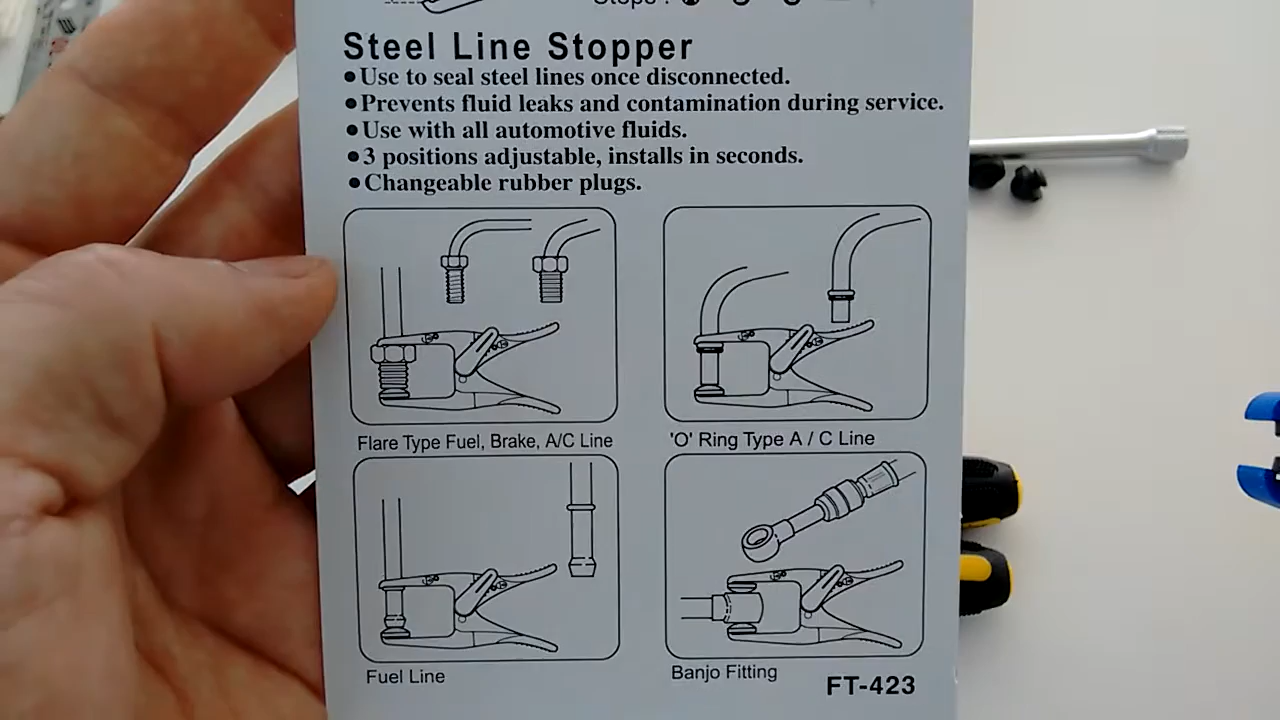 Steel Line Stopper
•Use to seal steel lines once disconnected.
•Prevents fluid leaks and contamination during service.
•Use with all automotive fluids.
•3 positions adjustable, installs in seconds.
•Changeable rubber plugs.
Flare Type Fuel, Brake, A/C Line
'O' Ring Type A / C Line
Fuel Line
Banjo Fitting
FT-423